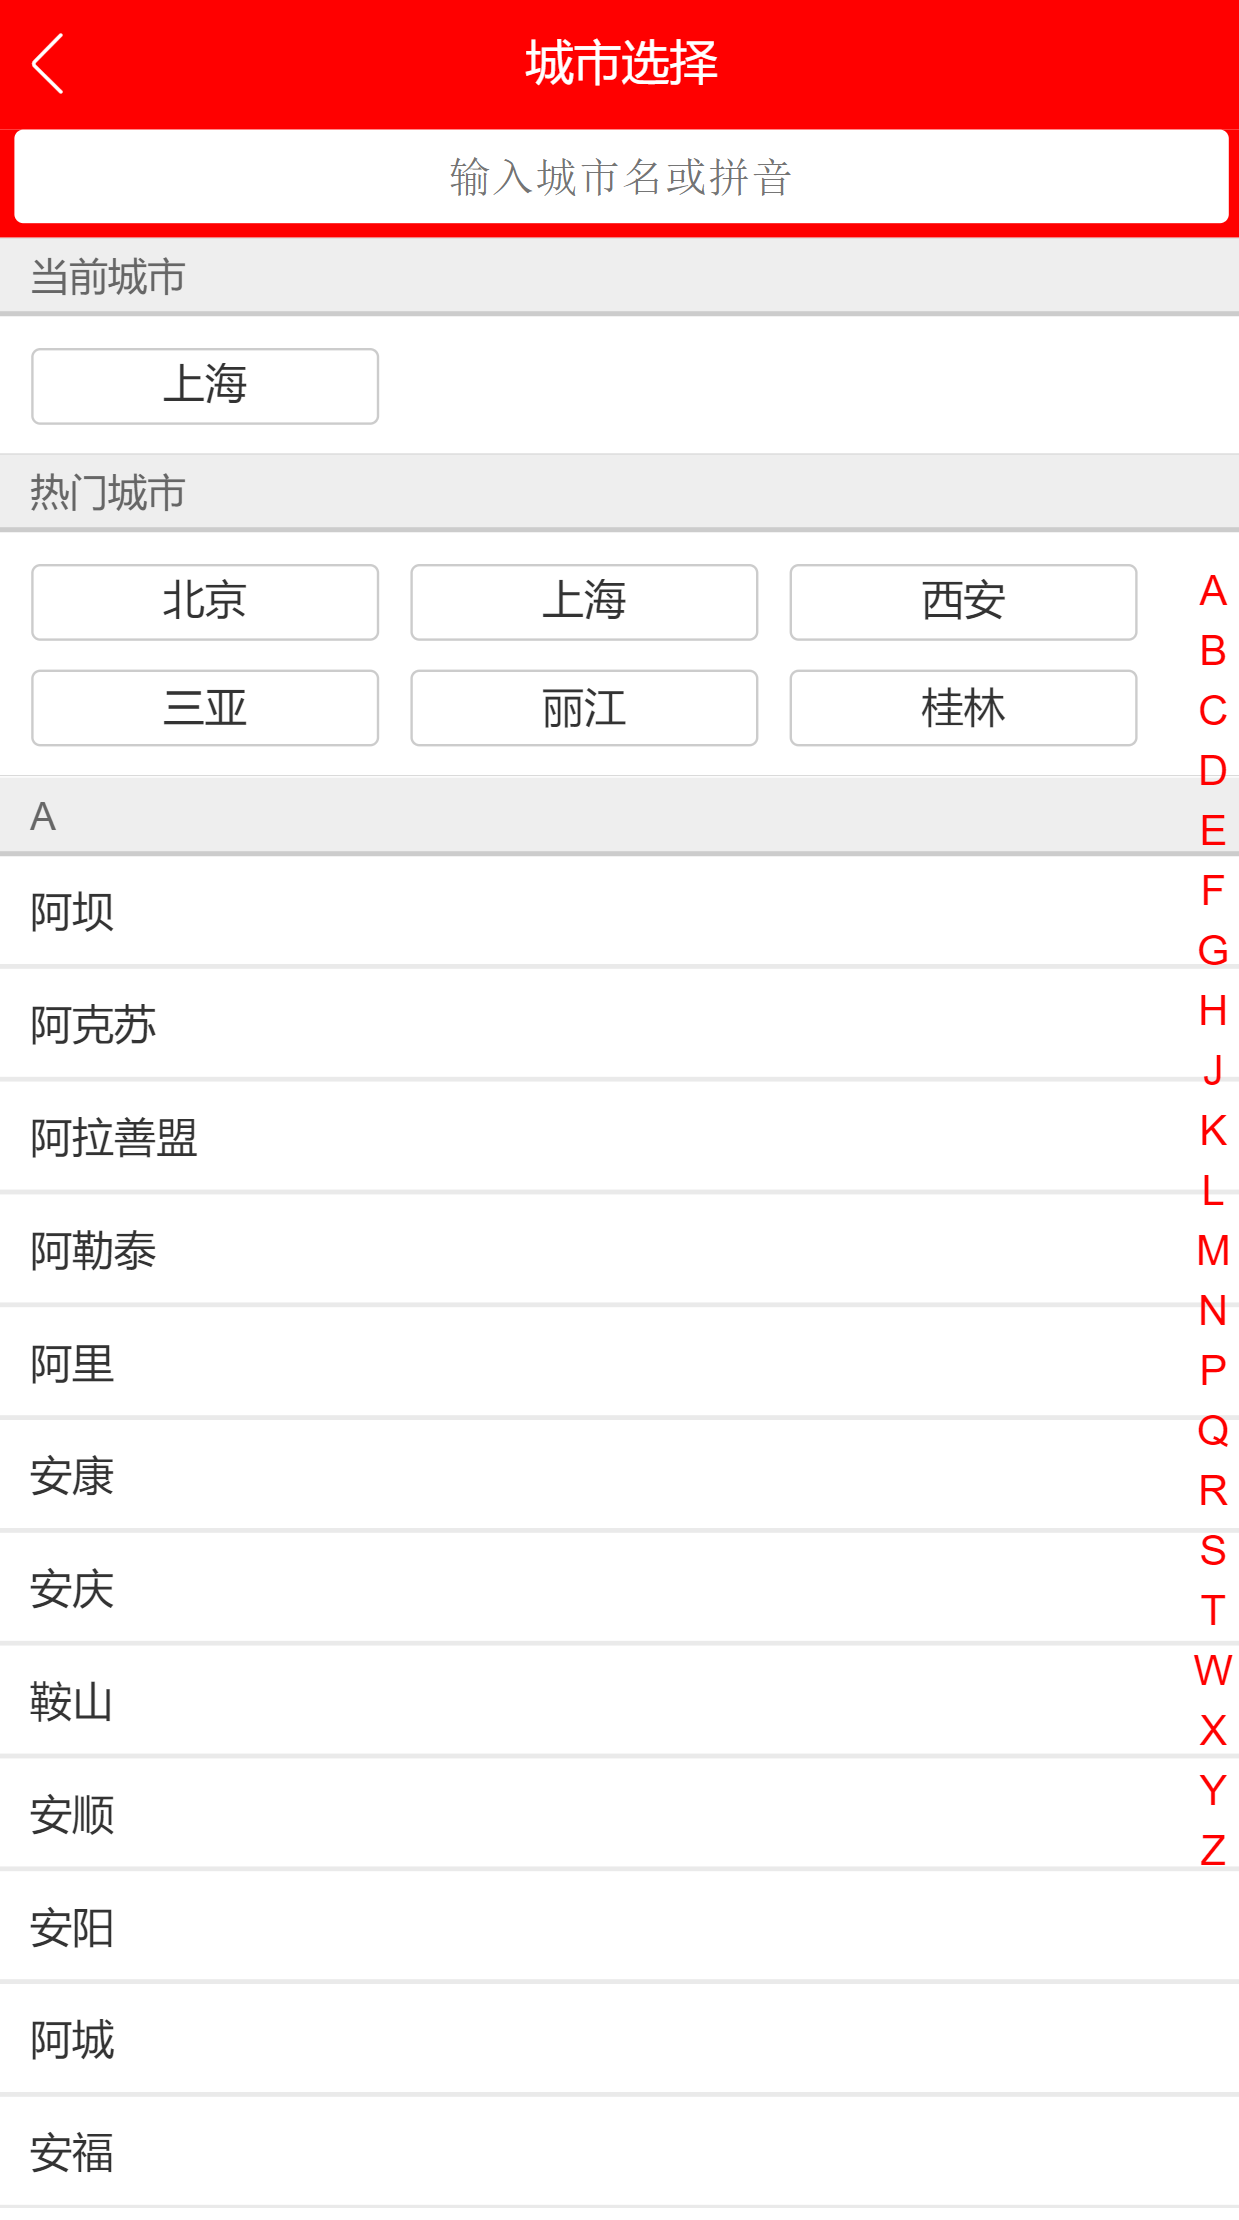 城市选择
输入城市名或拼音
当前城市
上海
热门城市
北京 上海 西安
三亚 丽江 桂林
A
阿坝
阿克苏
阿拉善盟
阿勒泰
阿里
安康
安庆
鞍山
安顺
安阳
阿城
安福
A
B
C
D
E
F
G
H
J
K
L
M
N
P
Q
R
S
T
W
X
Y
Z